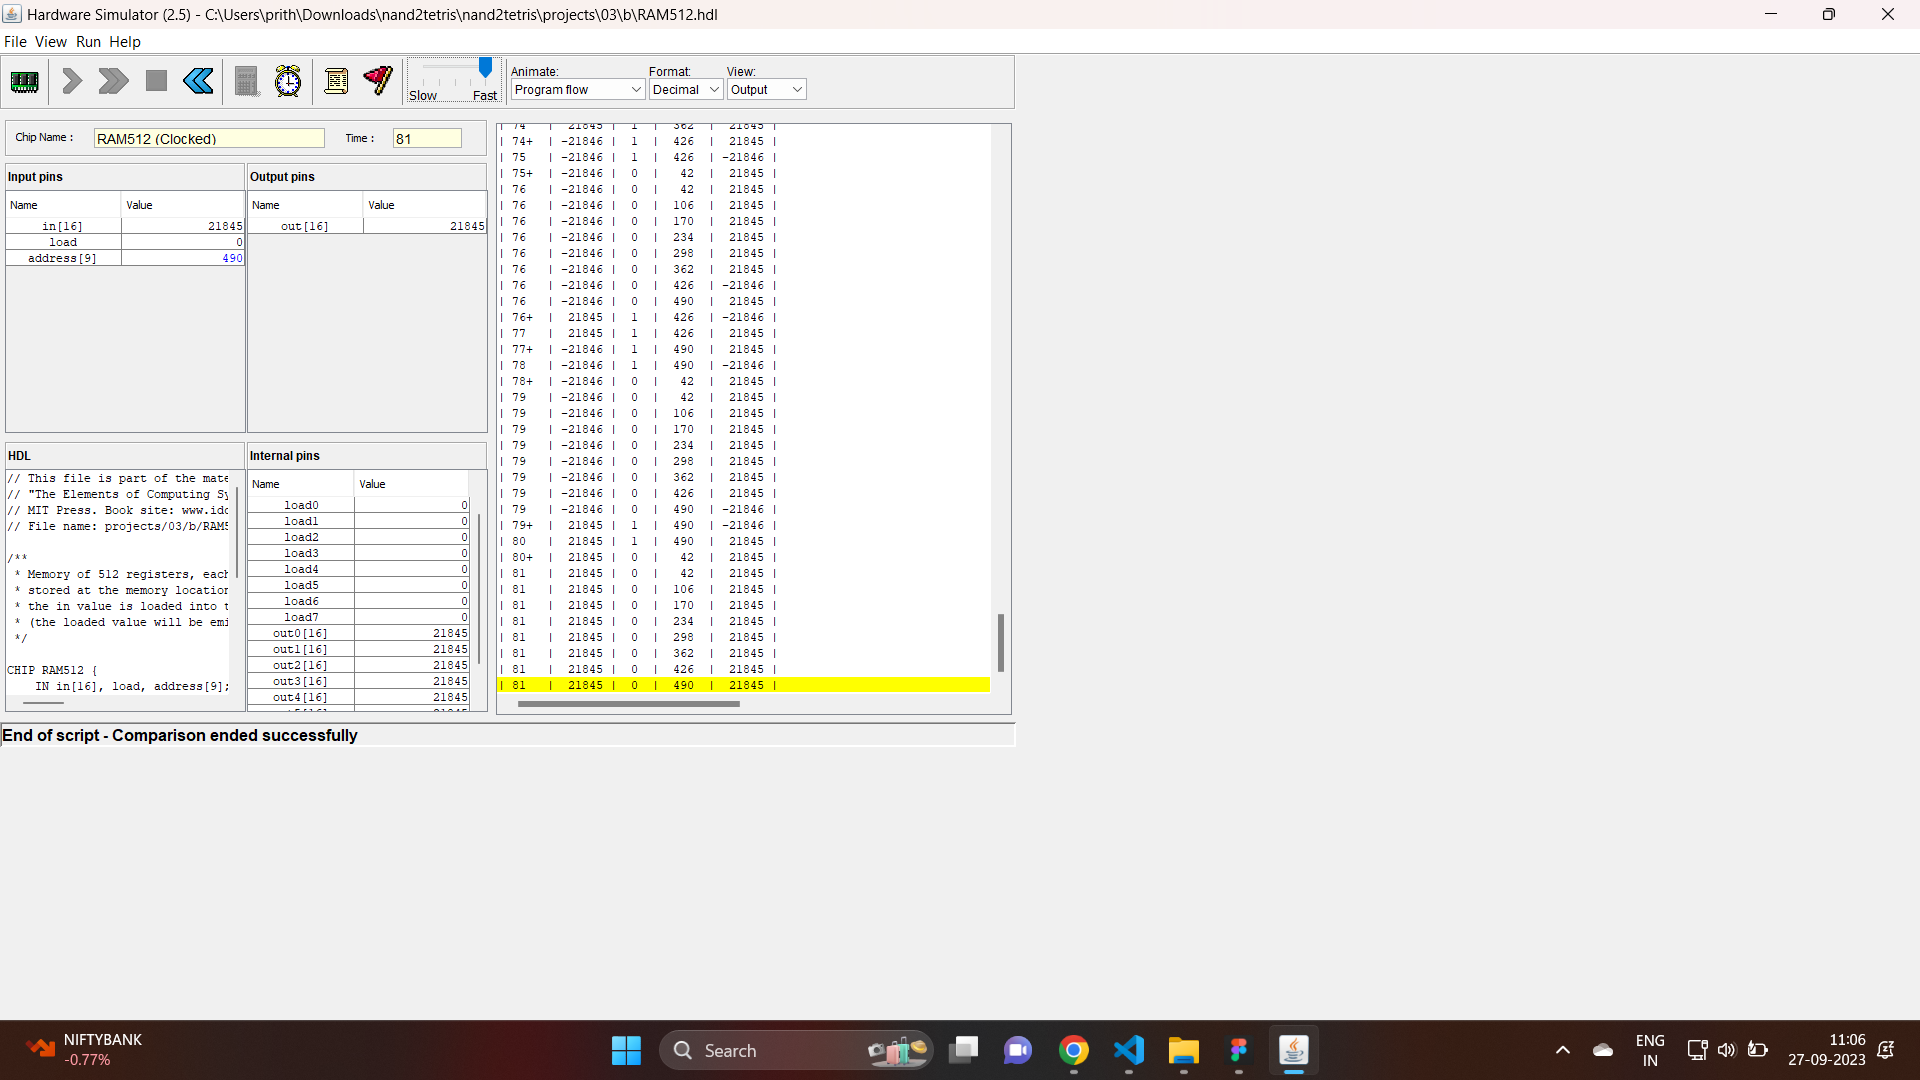 Hardware Simulator (2.5) - C:\Users\prith\Downloads\nand2tetris\nand2tetris\projects\03\b\RAM512.hdl
File View Run Help
Slow Fast
Animate: Format: View:
Program flow Decimal Output
Chip Name : RAM512 (Clocked) Time : 81
Input pins
Name Value
in[16] 21845
load 0
address[9] 490
Output pins
Name Value
out[16] 21845
HDL
// This file is part of the mate
// "The Elements of Computing Sy
// MIT Press. Book site: www.idc
// File name: projects/03/b/RAM5
/**
* Memory of 512 registers, each
* stored at the memory location
* the in value is loaded into t
* (the loaded value will be emi
*/
CHIP RAM512 {
IN in[16], load, address[9];
Internal pins
Name Value
load0 0
load1 0
load2 0
load3 0
load4 0
load5 0
load6 0
load7 0
out0[16] 21845
out1[16] 21845
out2[16] 21845
out3[16] 21845
out4[16] 21845
| 74 | 21845 | 1 | 362 | 21845 |
| 74+ | -21846 | 1 | 426 | 21845 |
| 75 | -21846 | 1 | 426 | -21846 |
| 75+ | -21846 | 0 | 42 | 21845 |
| 76 | -21846 | 0 | 42 | 21845 |
| 76 | -21846 | 0 | 106 | 21845 |
| 76 | -21846 | 0 | 170 | 21845 |
| 76 | -21846 | 0 | 234 | 21845 |
| 76 | -21846 | 0 | 298 | 21845 |
| 76 | -21846 | 0 | 362 | 21845 |
| 76 | -21846 | 0 | 426 | -21846 |
| 76 | -21846 | 0 | 490 | 21845 |
| 76+ | 21845 | 1 | 426 | -21846 |
| 77 | 21845 | 1 | 426 | 21845 |
| 77+ | -21846 | 1 | 490 | 21845 |
| 78 | -21846 | 1 | 490 | -21846 |
| 78+ | -21846 | 0 | 42 | 21845 |
| 79 | -21846 | 0 | 42 | 21845 |
| 79 | -21846 | 0 | 106 | 21845 |
| 79 | -21846 | 0 | 170 | 21845 |
| 79 | -21846 | 0 | 234 | 21845 |
| 79 | -21846 | 0 | 298 | 21845 |
| 79 | -21846 | 0 | 362 | 21845 |
| 79 | -21846 | 0 | 426 | 21845 |
| 79 | -21846 | 0 | 490 | -21846 |
| 79+ | 21845 | 1 | 490 | -21846 |
| 80 | 21845 | 1 | 490 | 21845 |
| 80+ | 21845 | 0 | 42 | 21845 |
| 81 | 21845 | 0 | 42 | 21845 |
| 81 | 21845 | 0 | 106 | 21845 |
| 81 | 21845 | 0 | 170 | 21845 |
| 81 | 21845 | 0 | 234 | 21845 |
| 81 | 21845 | 0 | 298 | 21845 |
| 81 | 21845 | 0 | 362 | 21845 |
| 81 | 21845 | 0 | 426 | 21845 |
| 81 | 21845 | 0 | 490 | 21845 |
End of script - Comparison ended successfully
NIFTYBANK
-0.77%
Search
ENG
IN
11:06
27-09-2023